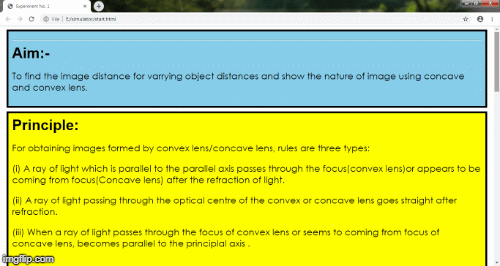 Experiment No. 1
File | E:/simulator/start.html
Aim:-
To find the image distance for varrying object distances and show the nature of image using concave
and convex lens.
Principle:
For obtaining images formed by convex lens/concave lens, rules are three types:
(i) A ray of light which is parallel to the parallel axis passes through the focus(convex lens)or appears to be
coming from focus(Concave lens) after the refraction of light.
(ii) A ray of light passing through the optical centre of the convex or concave lens goes straight after
refraction.
(iii) When a ray of light passes through the focus of convex lens or seems to coming from focus of
concave lens, becomes parallel to the principlal axis .
imgflip.com